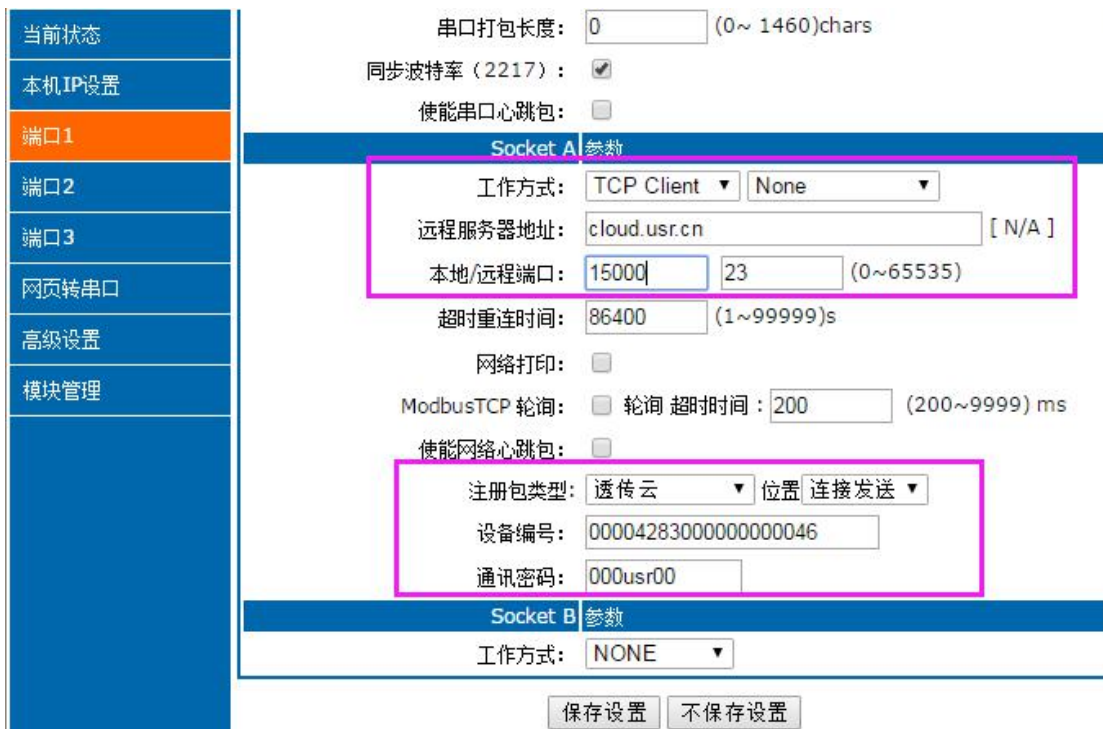 当前状态
本机IP设置
端口1
端口2
端口3
网页转串口
高级设置
模块管理
串口打包长度: 0 (0~ 1460)chars
同步波特率（2217）:
使能串口心跳包:
Socket A 参数
工作方式: TCP Client None
远程服务器地址: cloud.usr.cn [ N/A ]
本地/远程端口: 15000 23 (0~65535)
超时重连时间: 86400 (1~99999)s
网络打印:
ModbusTCP 轮询: 轮询 超时时间 : 200 (200~9999) ms
使能网络心跳包:
注册包类型: 透传云 位置 连接发送
设备编号: 00004283000000000046
通讯密码: 000usr00
Socket B 参数
工作方式: NONE
保存设置 不保存设置